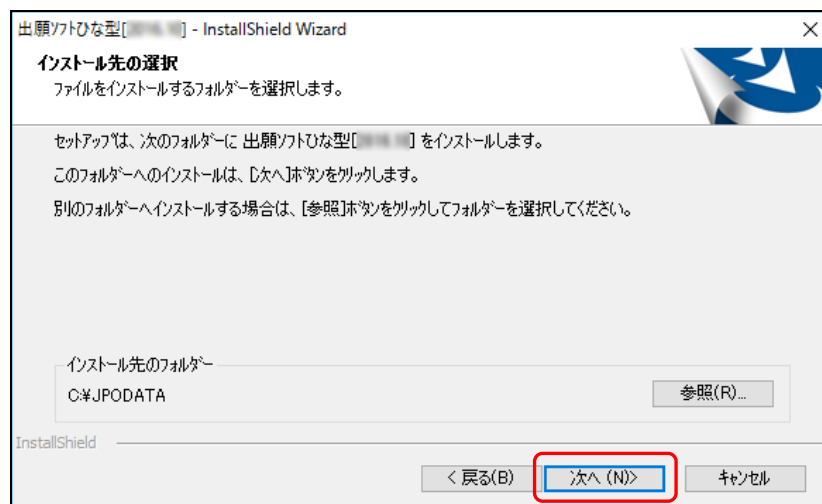 出願ソフトひな型[ ] - InstallShield Wizard
インストール先の選択
ファイルをインストールするフォルダーを選択します。
セットアップは、次のフォルダーに 出願ソフトひな型[ ] をインストールします。
このフォルダーへのインストールは、[次へ]ボタンをクリックします。
別のフォルダーへインストールする場合は、[参照]ボタンをクリックしてフォルダーを選択してください。
インストール先のフォルダー
C:¥JPODATA
参照(R)...
InstallShield
< 戻る(B)
次へ (N)>
キャンセル